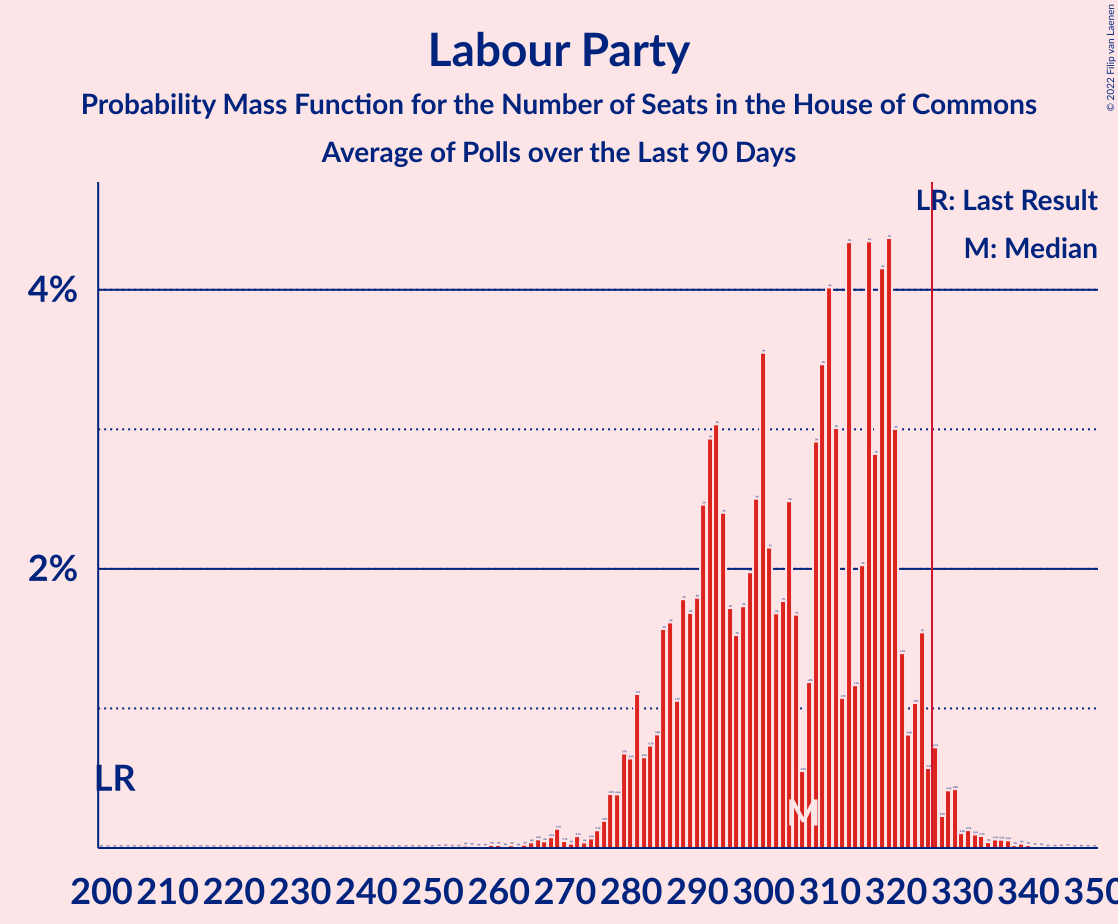 © 2022 Filip van Laenen
Labour Party
Probability Mass Function for the Number of Seats in the House of Commons
Average of Polls over the Last 90 Days
LR: Last Result
M: Median
4%
2%
LR
M
200 210 220 230 240 250 260 270 280 290 300 310 320 330 340 350